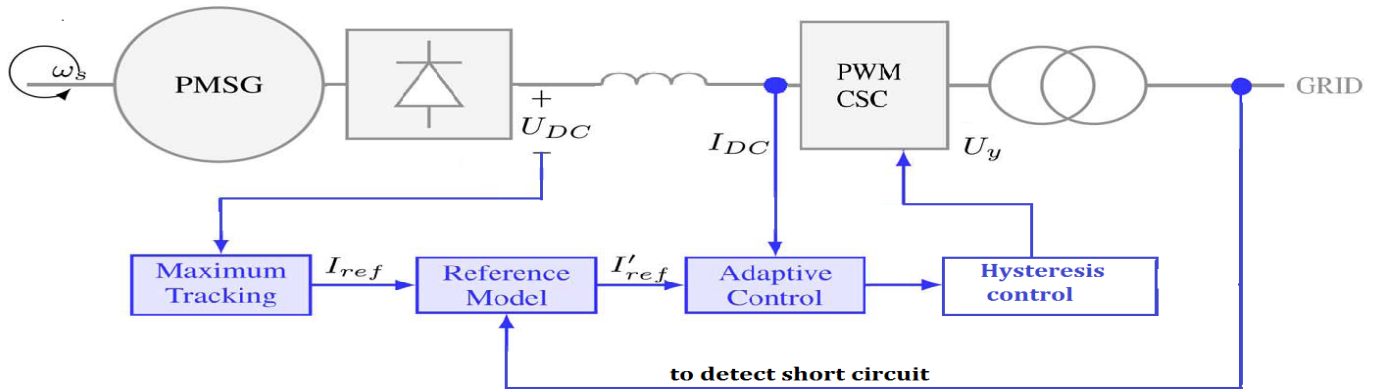 ωs
PMSG
+
UDC
−
IDC
PWM
CSC
Uy
GRID
Maximum
Tracking
Iref
Reference
Model
I′ref
Adaptive
Control
Hysteresis
control
to detect short circuit